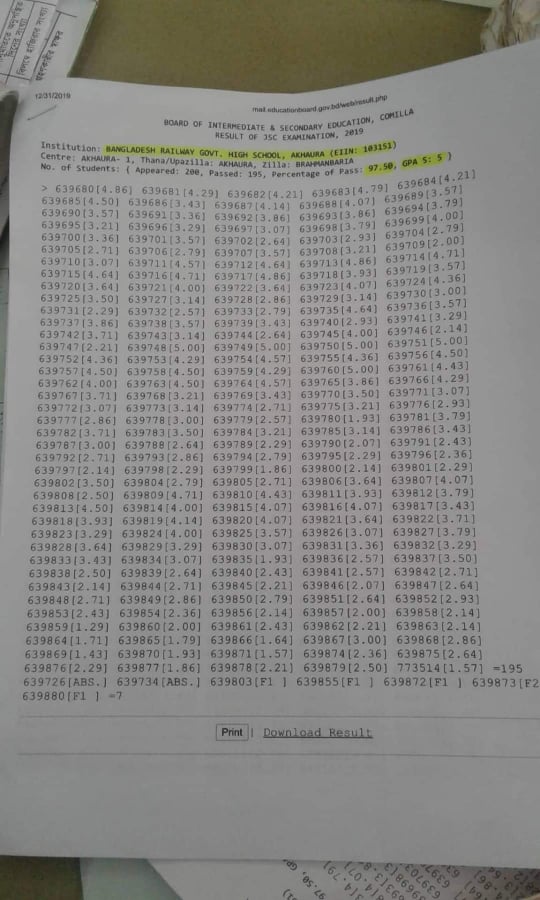 12/31/2019
mail.educationboard.gov.bd/web/result.php
BOARD OF INTERMEDIATE & SECONDARY EDUCATION, COMILLA
RESULT OF JSC EXAMINATION, 2019
Institution: BANGLADESH RAILWAY GOVT. HIGH SCHOOL, AKHAURA (EIIN: 103151)
Centre: AKHAURA- 1, Thana/Upazilla: AKHAURA, Zilla: BRAHMANBARIA
No. of Students: ( Appeared: 200, Passed: 195, Percentage of Pass: 97.50, GPA 5: 5 )
> 639680[4.86] 639681[4.29] 639682[4.21] 639683[4.79] 639684[4.21]
639685[4.50] 639686[3.43] 639687[4.14] 639688[4.07] 639689[3.57]
639690[3.57] 639691[3.36] 639692[3.86] 639693[3.86] 639694[3.79]
639695[3.21] 639696[3.29] 639697[3.07] 639698[3.79] 639699[4.00]
639700[3.36] 639701[3.57] 639702[2.64] 639703[2.93] 639704[2.79]
639705[2.71] 639706[2.79] 639707[3.57] 639708[3.21] 639709[2.00]
639710[3.07] 639711[4.57] 639712[4.64] 639713[4.86] 639714[4.71]
639715[4.64] 639716[4.71] 639717[4.86] 639718[3.93] 639719[3.57]
639720[3.64] 639721[4.00] 639722[3.64] 639723[4.07] 639724[4.36]
639725[3.50] 639727[3.14] 639728[2.86] 639729[3.14] 639730[3.00]
639731[2.29] 639732[2.57] 639733[2.79] 639735[4.64] 639736[3.57]
639737[3.86] 639738[3.57] 639739[3.43] 639740[2.93] 639741[3.29]
639742[3.71] 639743[3.14] 639744[2.64] 639745[4.00] 639746[2.14]
639747[2.21] 639748[5.00] 639749[5.00] 639750[5.00] 639751[5.00]
639752[4.36] 639753[4.29] 639754[4.57] 639755[4.36] 639756[4.50]
639757[4.50] 639758[4.50] 639759[4.29] 639760[5.00] 639761[4.43]
639762[4.00] 639763[4.50] 639764[4.57] 639765[3.86] 639766[4.29]
639767[3.71] 639768[3.21] 639769[3.43] 639770[3.50] 639771[3.07]
639772[3.07] 639773[3.14] 639774[2.71] 639775[3.21] 639776[2.93]
639777[2.86] 639778[3.00] 639779[2.57] 639780[1.93] 639781[3.79]
639782[3.71] 639783[3.50] 639784[3.21] 639785[3.14] 639786[3.43]
639787[3.00] 639788[2.64] 639789[2.29] 639790[2.07] 639791[2.43]
639792[2.71] 639793[2.86] 639794[2.79] 639795[2.29] 639796[2.36]
639797[2.14] 639798[2.29] 639799[1.86] 639800[2.14] 639801[2.29]
639802[3.50] 639804[2.79] 639805[2.71] 639806[3.64] 639807[4.07]
639808[2.50] 639809[4.71] 639810[4.43] 639811[3.93] 639812[3.79]
639813[4.50] 639814[4.00] 639815[4.07] 639816[4.07] 639817[3.43]
639818[3.93] 639819[4.14] 639820[4.07] 639821[3.64] 639822[3.71]
639823[3.29] 639824[4.00] 639825[3.57] 639826[3.07] 639827[3.79]
639828[3.64] 639829[3.29] 639830[3.07] 639831[3.36] 639832[3.29]
639833[3.43] 639834[3.07] 639835[1.93] 639836[2.57] 639837[3.50]
639838[2.50] 639839[2.64] 639840[2.43] 639841[2.57] 639842[2.71]
639843[2.14] 639844[2.71] 639845[2.21] 639846[2.07] 639847[2.64]
639848[2.71] 639849[2.86] 639850[2.79] 639851[2.64] 639852[2.93]
639853[2.43] 639854[2.36] 639856[2.14] 639857[2.00] 639858[2.14]
639859[1.29] 639860[2.00] 639861[2.43] 639862[2.21] 639863[2.14]
639864[1.71] 639865[1.79] 639866[1.64] 639867[3.00] 639868[2.86]
639869[1.43] 639870[1.93] 639871[1.57] 639874[2.36] 639875[2.64]
639876[2.29] 639877[1.86] 639878[2.21] 639879[2.50] 773514[1.57] =195
639726[ABS.] 639734[ABS.] 639803[F1 ] 639855[F1 ] 639872[F1 ] 639873[F2
639880[F1 ] =7
Print | Download Result